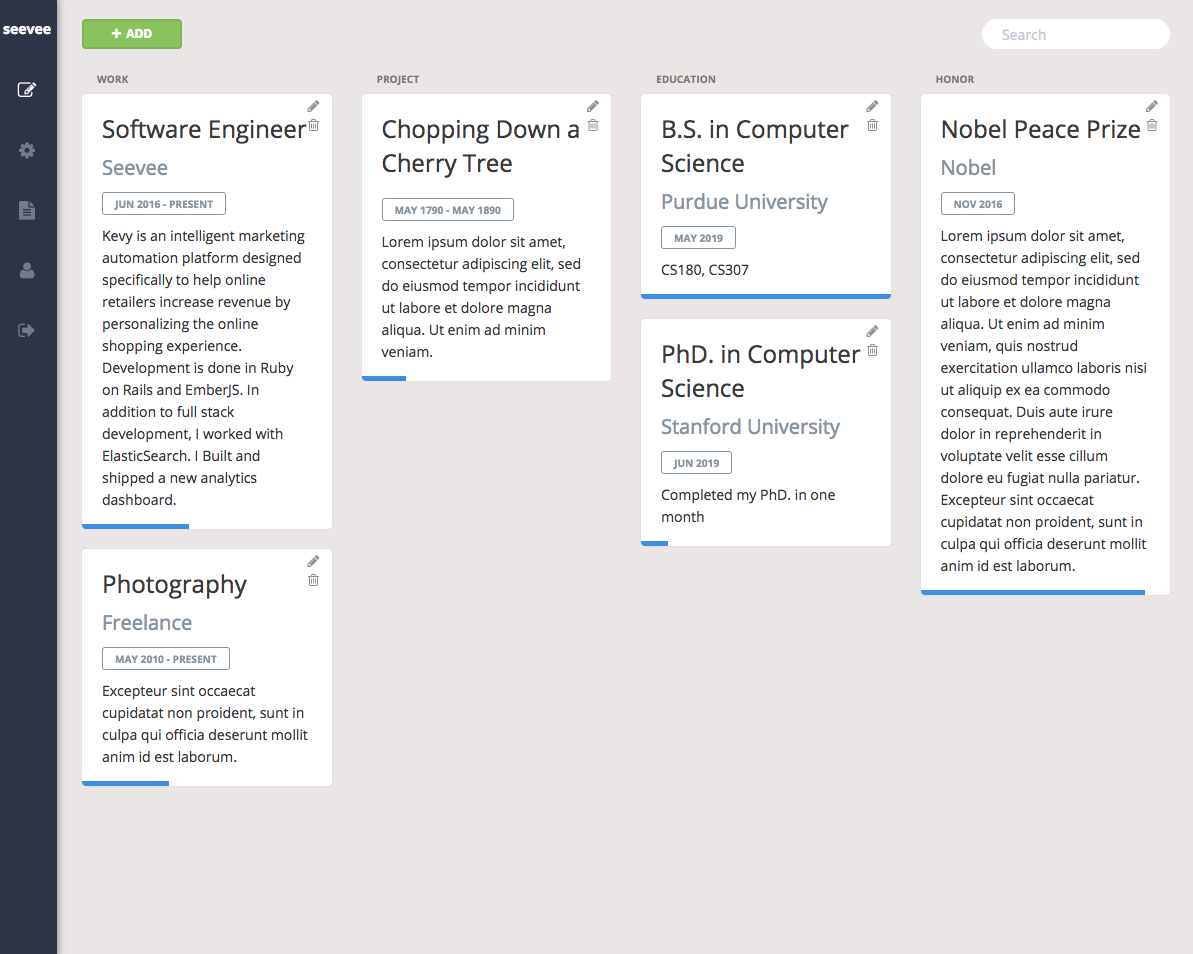 seevee
+ ADD
Search
WORK
Software Engineer
Seevee
JUN 2016 - PRESENT
Kevy is an intelligent marketing
automation platform designed
specifically to help online
retailers increase revenue by
personalizing the online
shopping experience.
Development is done in Ruby
on Rails and EmberJS. In
addition to full stack
development, I worked with
ElasticSearch. I Built and
shipped a new analytics
dashboard.
Photography
Freelance
MAY 2010 - PRESENT
Excepteur sint occaecat
cupidatat non proident, sunt in
culpa qui officia deserunt mollit
anim id est laborum.
PROJECT
Chopping Down a
Cherry Tree
MAY 1790 - MAY 1890
Lorem ipsum dolor sit amet,
consectetur adipiscing elit, sed
do eiusmod tempor incididunt
ut labore et dolore magna
aliqua. Ut enim ad minim
veniam.
EDUCATION
B.S. in Computer
Science
Purdue University
MAY 2019
CS180, CS307
PhD. in Computer
Science
Stanford University
JUN 2019
Completed my PhD. in one
month
HONOR
Nobel Peace Prize
Nobel
NOV 2016
Lorem ipsum dolor sit amet,
consectetur adipiscing elit, sed
do eiusmod tempor incididunt
ut labore et dolore magna
aliqua. Ut enim ad minim
veniam, quis nostrud
exercitation ullamco laboris nisi
ut aliquip ex ea commodo
consequat. Duis aute irure
dolor in reprehenderit in
voluptate velit esse cillum
dolore eu fugiat nulla pariatur.
Excepteur sint occaecat
cupidatat non proident, sunt in
culpa qui officia deserunt mollit
anim id est laborum.